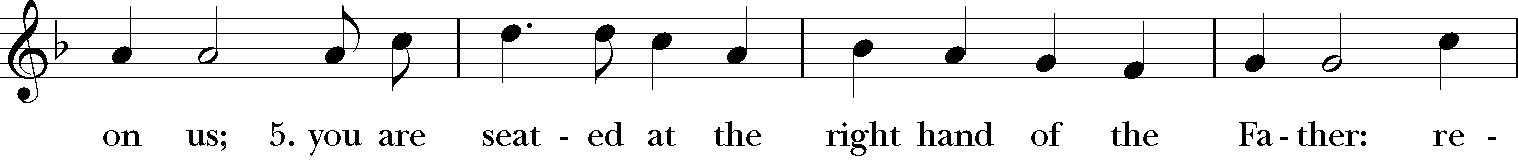 on us; 5. you are seat - ed at the right hand of the Fa - ther: re -